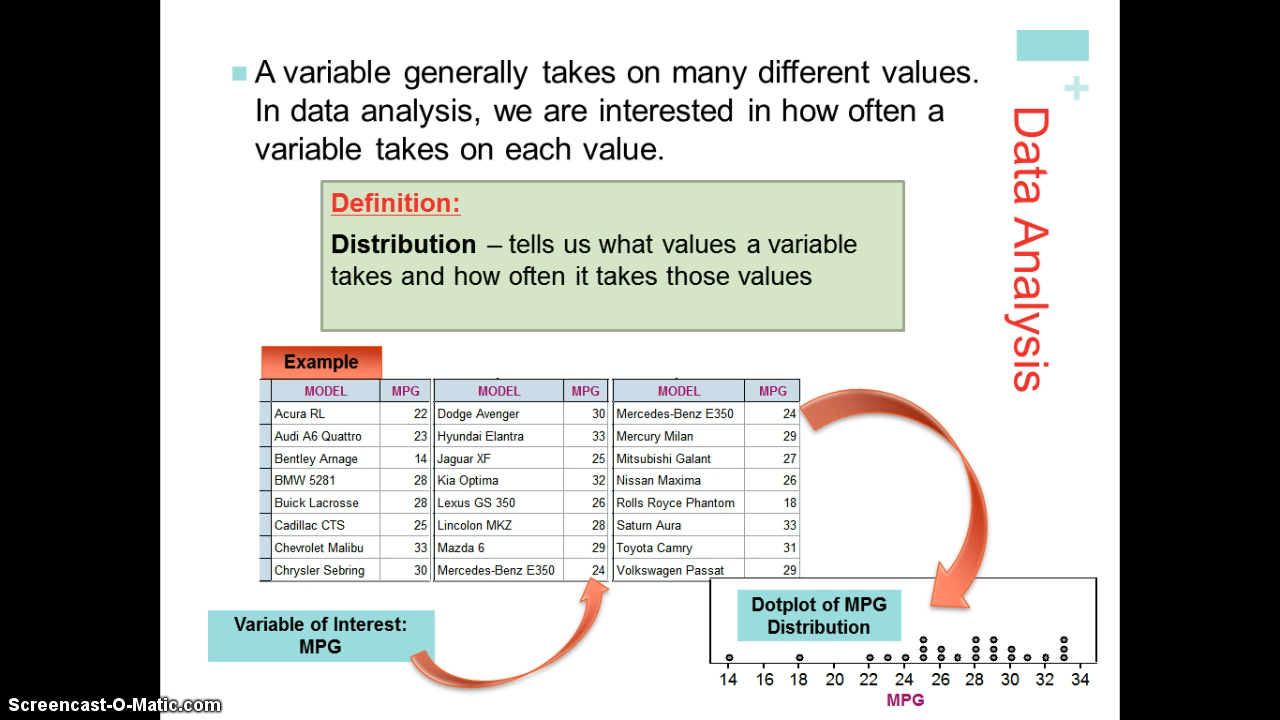 A variable generally takes on many different values.
In data analysis, we are interested in how often a
variable takes on each value.
Data Analysis
Definition:
Distribution – tells us what values a variable
takes and how often it takes those values
Example
MODEL MPG MODEL MPG MODEL MPG
Acura RL 22 Dodge Avenger 30 Mercedes-Benz E350 24
Audi A6 Quattro 23 Hyundai Elantra 33 Mercury Milan 29
Bentley Arnage 14 Jaguar XF 25 Mitsubishi Galant 27
BMW 5281 28 Kia Optima 32 Nissan Maxima 26
Buick Lacrosse 28 Lexus GS 350 26 Rolls Royce Phantom 18
Cadillac CTS 25 Lincolon MKZ 28 Saturn Aura 33
Chevrolet Malibu 33 Mazda 6 29 Toyota Camry 31
Chrysler Sebring 30 Mercedes-Benz E350 24 Volkswagen Passat 29
Variable of Interest:
MPG
Dotplot of MPG
Distribution
14 16 18 20 22 24 26 28 30 32 34
MPG
Screencast-O-Matic.com